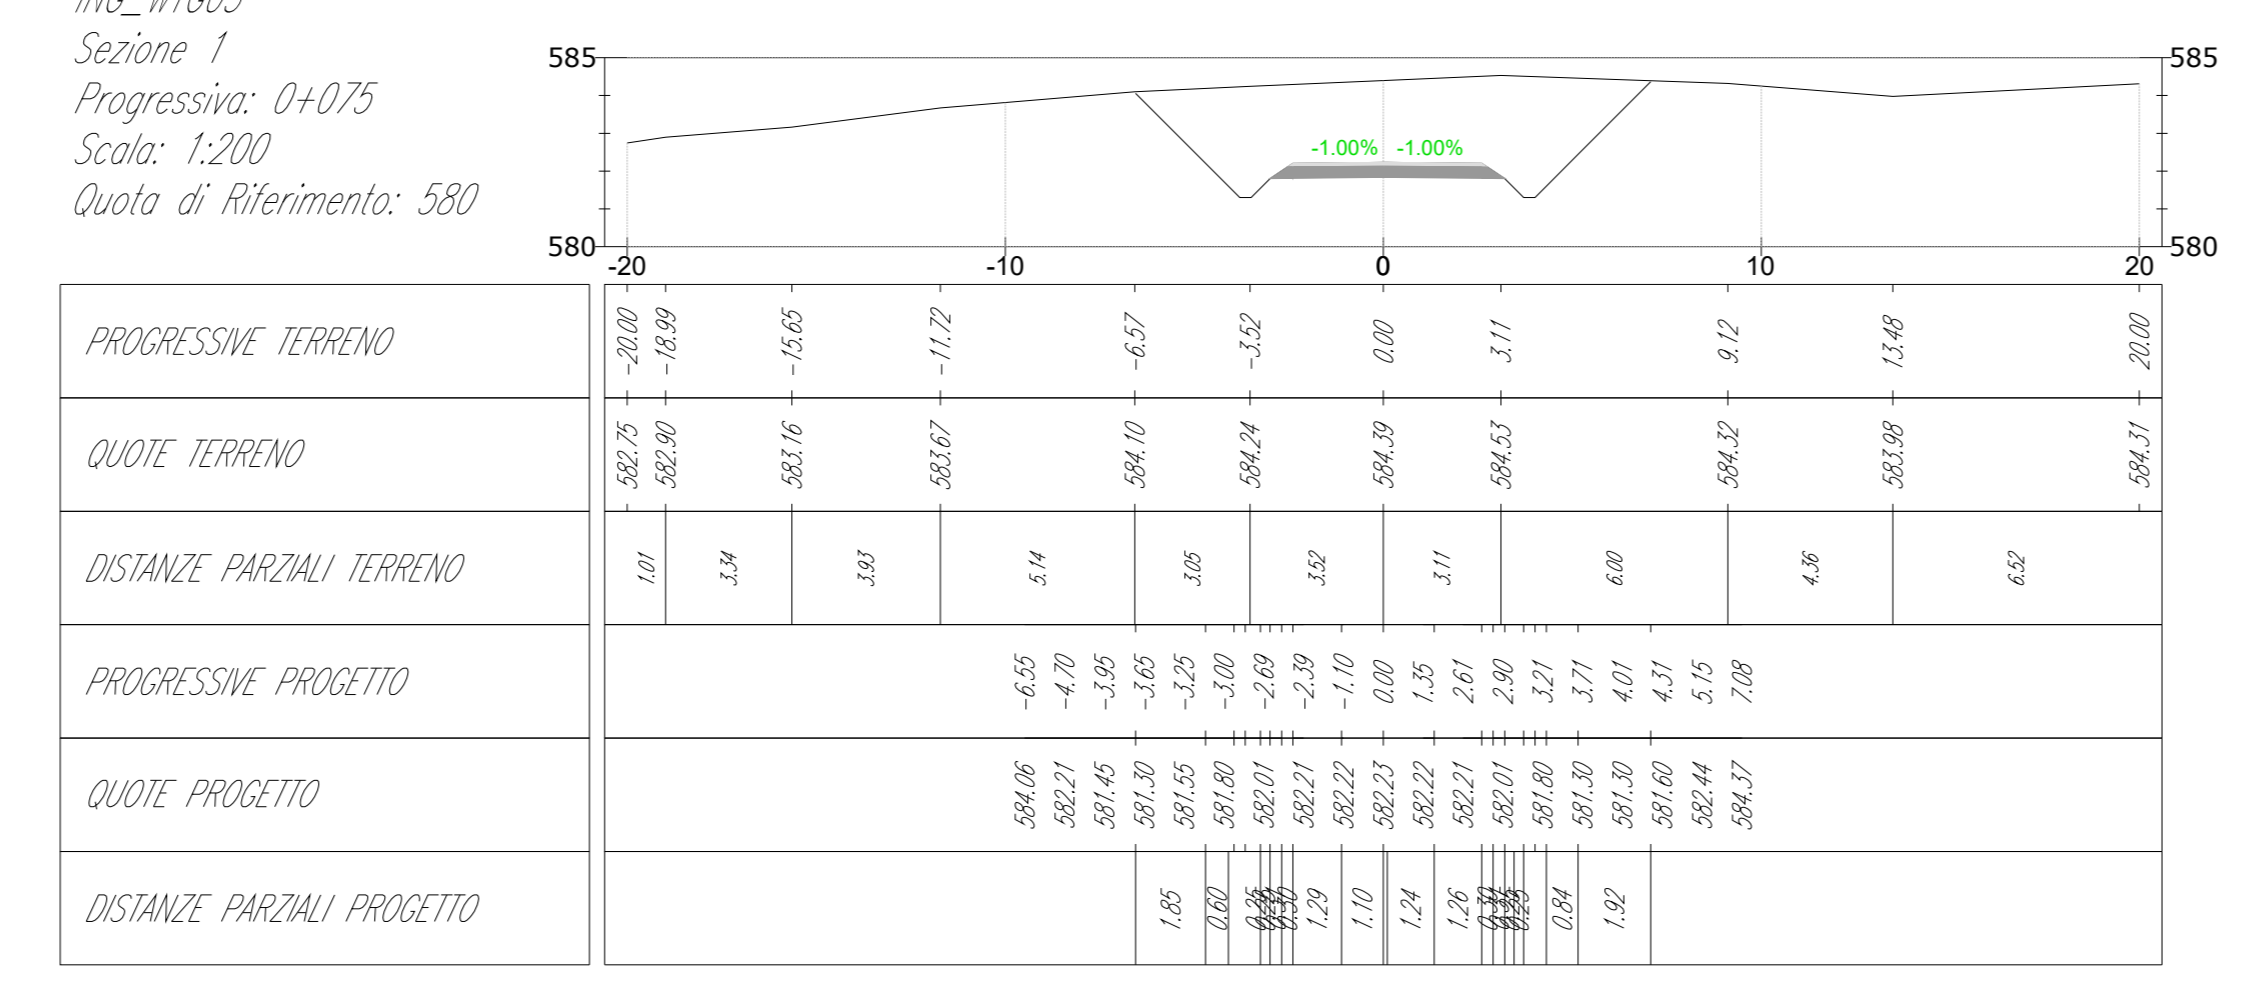 Sezione 1
Progressiva: 0+075
Scala: 1:200
Quota di Riferimento: 580
585 585
-1.00% -1.00%
580 580
-20 -10 0 10 20
PROGRESSIVE TERRENO -20.00 -18.99 -15.65 -11.72 -6.57 -3.52 0.00 3.11 9.12 13.48 20.00
QUOTE TERRENO 582.75 582.90 583.16 583.67 584.10 584.24 584.39 584.53 584.32 583.98 584.31
DISTANZE PARZIALI TERRENO 1.01 3.34 3.93 5.14 3.05 3.52 3.11 6.00 4.36 6.52
PROGRESSIVE PROGETTO -6.55 -4.70 -3.95 -3.65 -3.25 -3.00 -2.69 -2.39 -1.10 0.00 1.35 2.61 2.90 3.21 3.71 4.01 4.31 5.15 7.08
QUOTE PROGETTO 584.06 582.21 581.45 581.30 581.55 581.80 582.01 582.21 582.22 582.23 582.22 582.21 582.01 581.80 581.30 581.30 581.60 582.44 584.37
DISTANZE PARZIALI PROGETTO 1.85 0.60 1.29 1.10 1.24 1.26 0.84 1.92